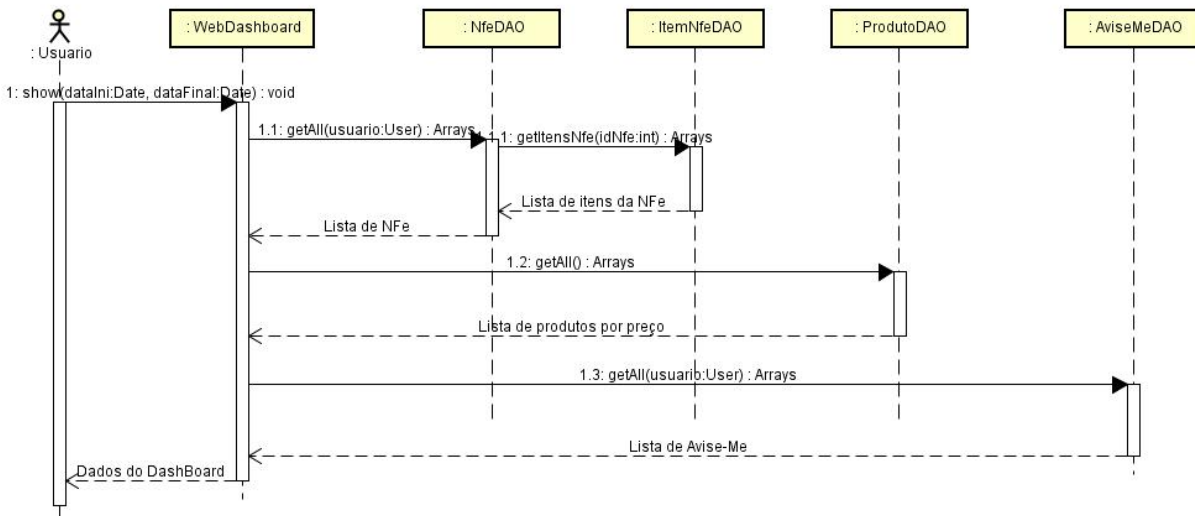 : Usuario
: WebDashboard
: NfeDAO
: ItemNfeDAO
: ProdutoDAO
: AviseMeDAO
1: show(dataIni:Date, dataFinal:Date) : void
1.1: getAll(usuario:User) : Arrays
1.1: getItensNfe(idNfe:int) : Arrays
Lista de itens da NFe
Lista de NFe
1.2: getAll() : Arrays
Lista de produtos por preço
1.3: getAll(usuario:User) : Arrays
Lista de Avise-Me
Dados do DashBoard